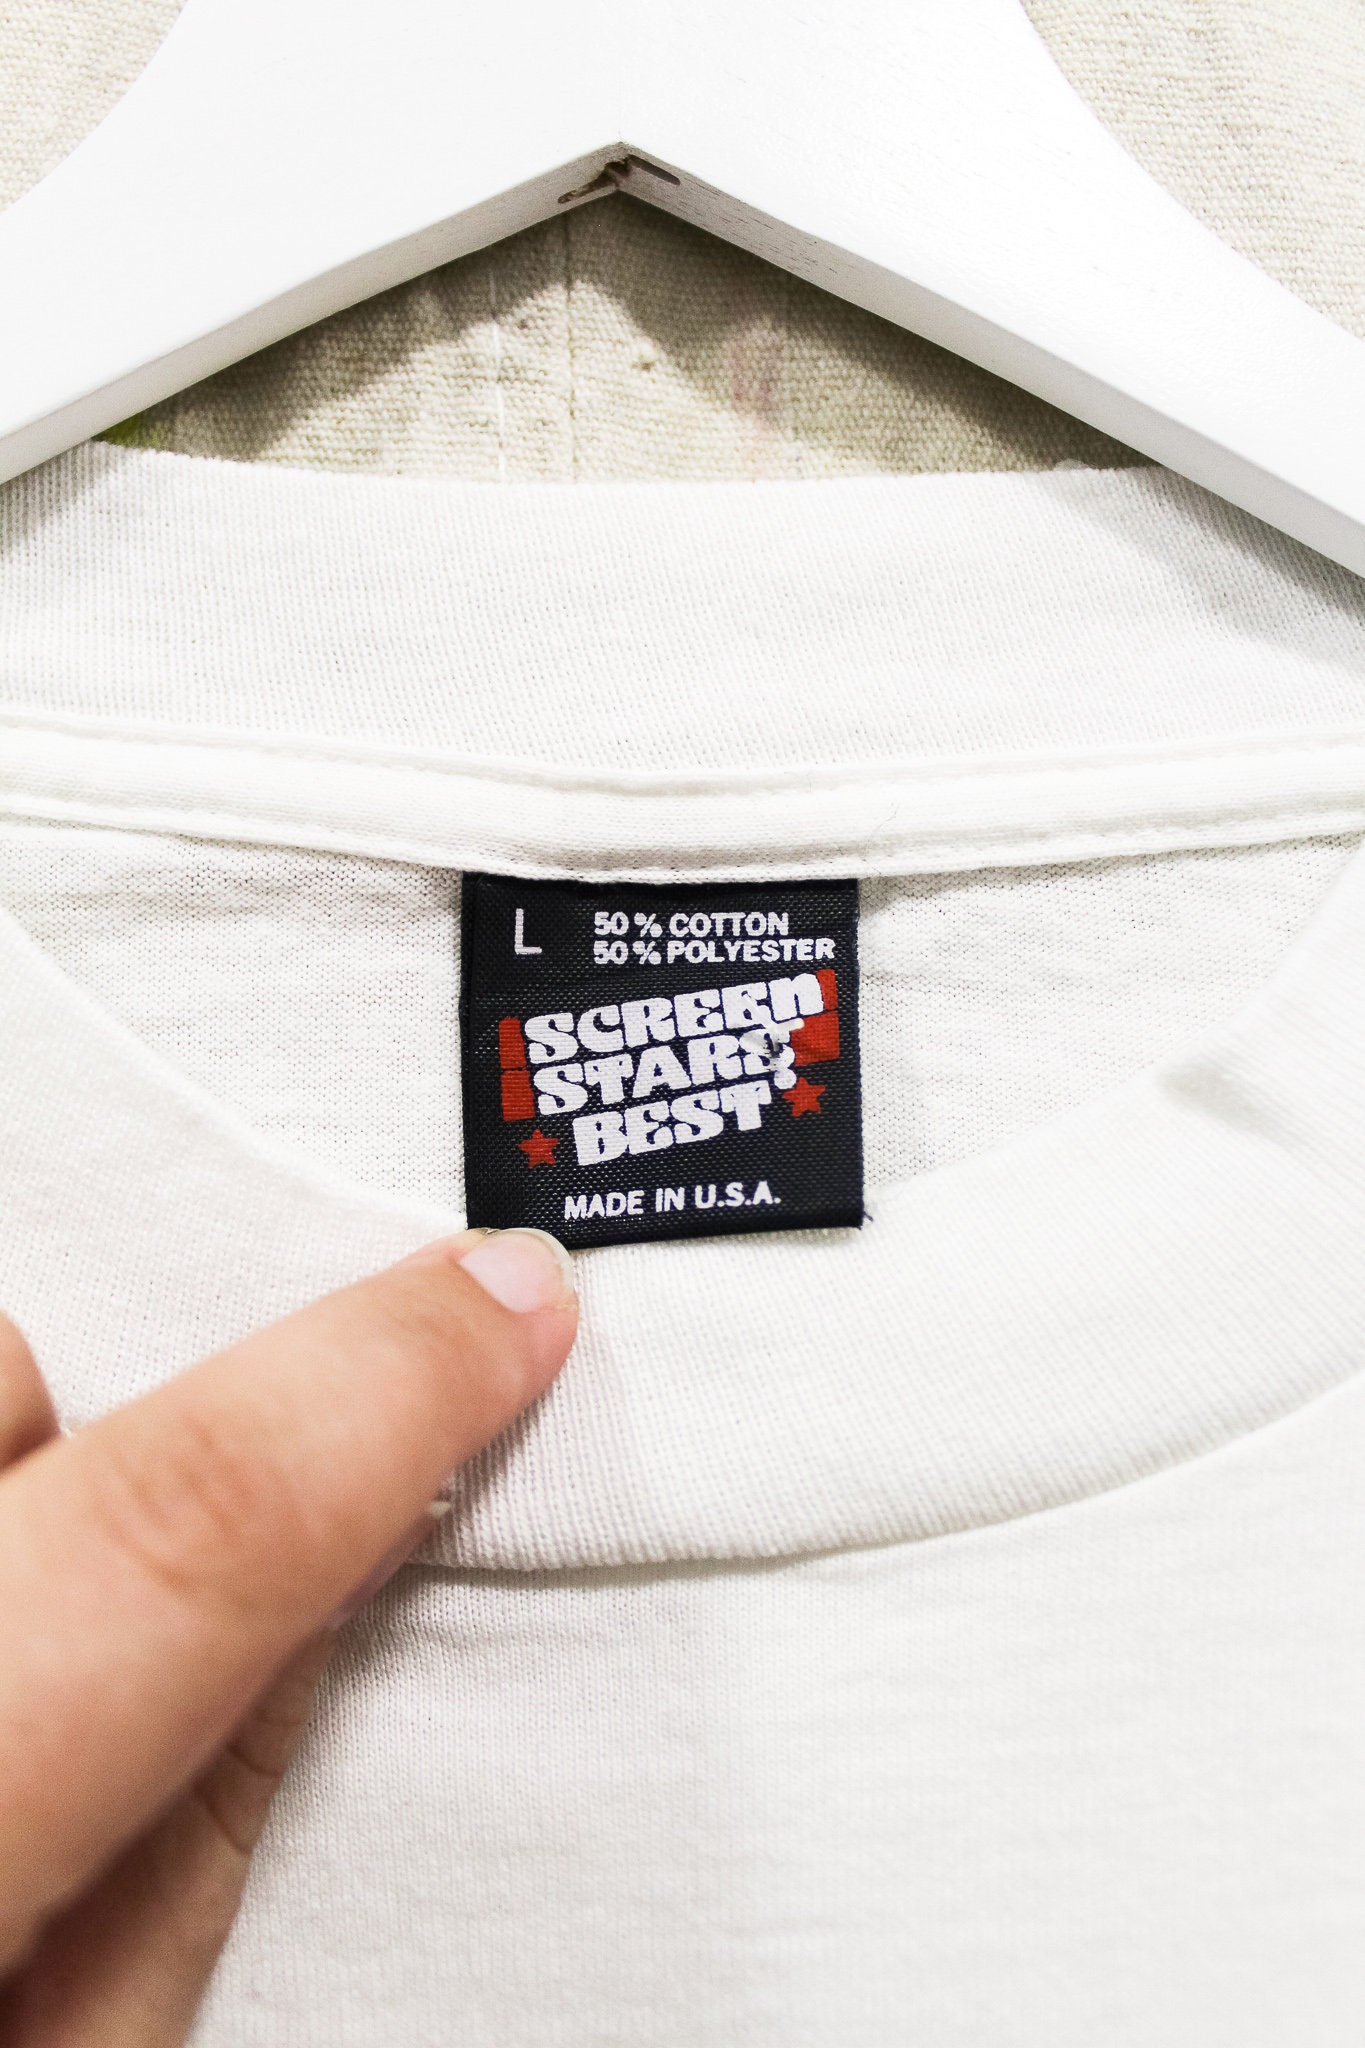 L
50% COTTON
50% POLYESTER
SCREEN
STARS
BEST
MADE IN U.S.A.